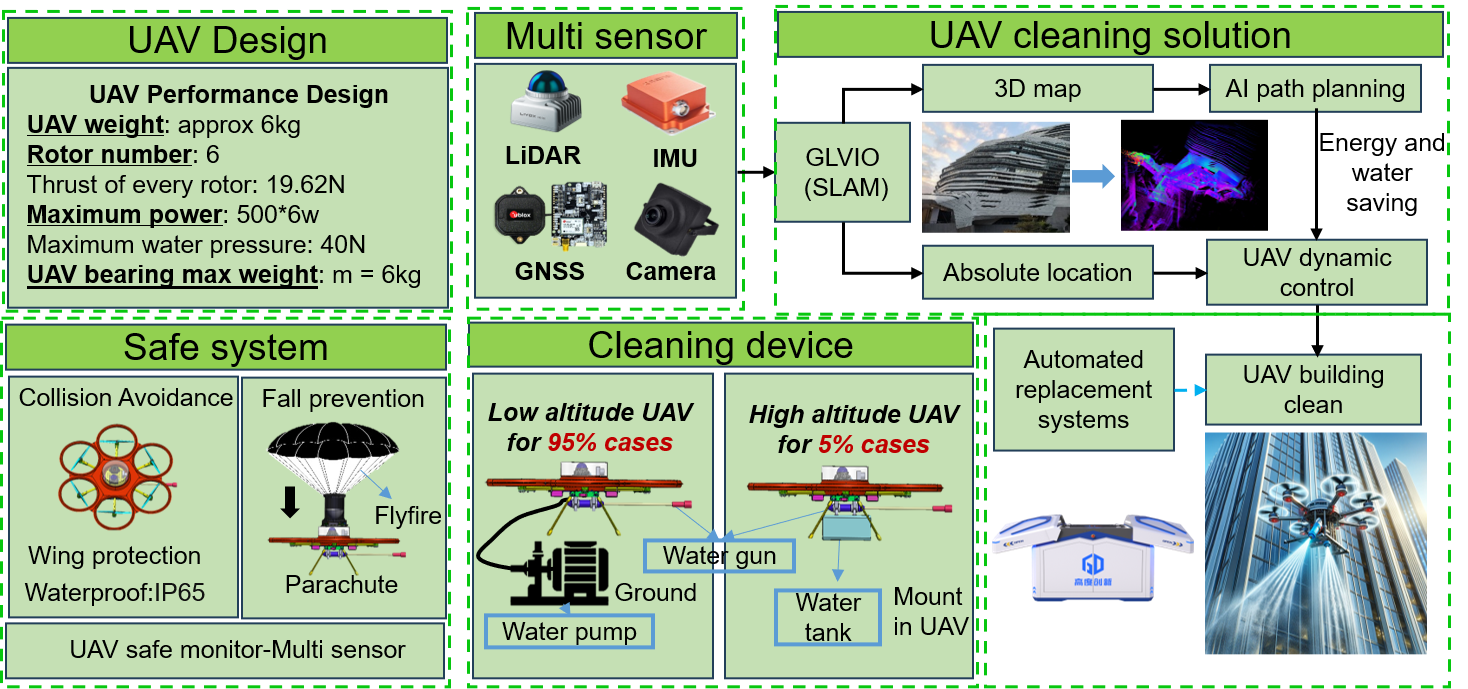 UAV Design
UAV Performance Design
UAV weight: approx 6kg
Rotor number: 6
Thrust of every rotor: 19.62N
Maximum power: 500*6w
Maximum water pressure: 40N
UAV bearing max weight: m = 6kg
Multi sensor
LiDAR
IMU
ublox
GNSS
Camera
UAV cleaning solution
GLVIO
(SLAM)
3D map
AI path planning
Energy and
water
saving
Absolute location
UAV dynamic
control
Safe system
Collision Avoidance
Wing protection
Waterproof:IP65
Fall prevention
Flyfire
Parachute
UAV safe monitor-Multi sensor
Cleaning device
Low altitude UAV
for 95% cases
Ground
Water pump
Water gun
High altitude UAV
for 5% cases
Water
tank
Mount
in UAV
Automated
replacement
systems
UAV building
clean
GD